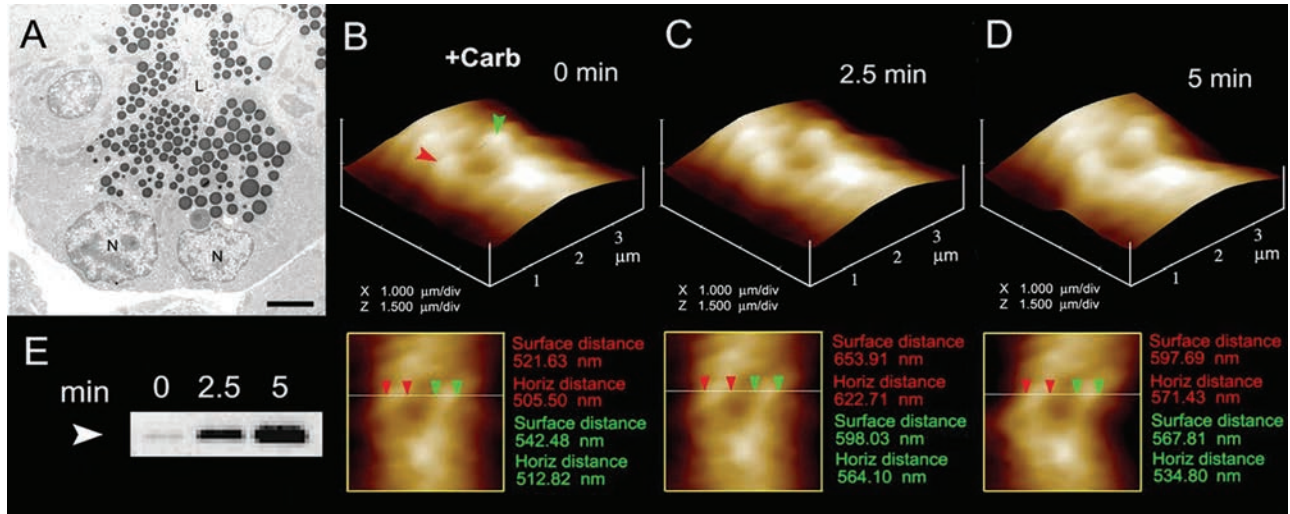 A
L
N
N
B
+Carb
0 min
3
2
μm
1
X 1.000 μm/div
Z 1.500 μm/div
C
2.5 min
3
2
μm
1
X 1.000 μm/div
Z 1.500 μm/div
D
5 min
3
2
μm
1
X 1.000 μm/div
Z 1.500 μm/div
E
min 0 2.5 5
Surface distance
521.63 nm
Horiz distance
505.50 nm
Surface distance
542.48 nm
Horiz distance
512.82 nm
Surface distance
653.91 nm
Horiz distance
622.71 nm
Surface distance
598.03 nm
Horiz distance
564.10 nm
Surface distance
597.69 nm
Horiz distance
571.43 nm
Surface distance
567.81 nm
Horiz distance
534.80 nm